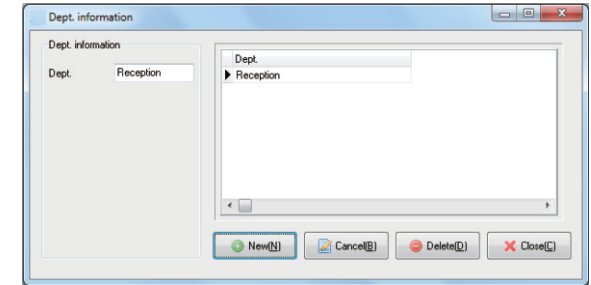 Dept. information
Dept. information
Dept. Reception
Dept.
Reception
New(N) Cancel(B) Delete(D) Close(C)